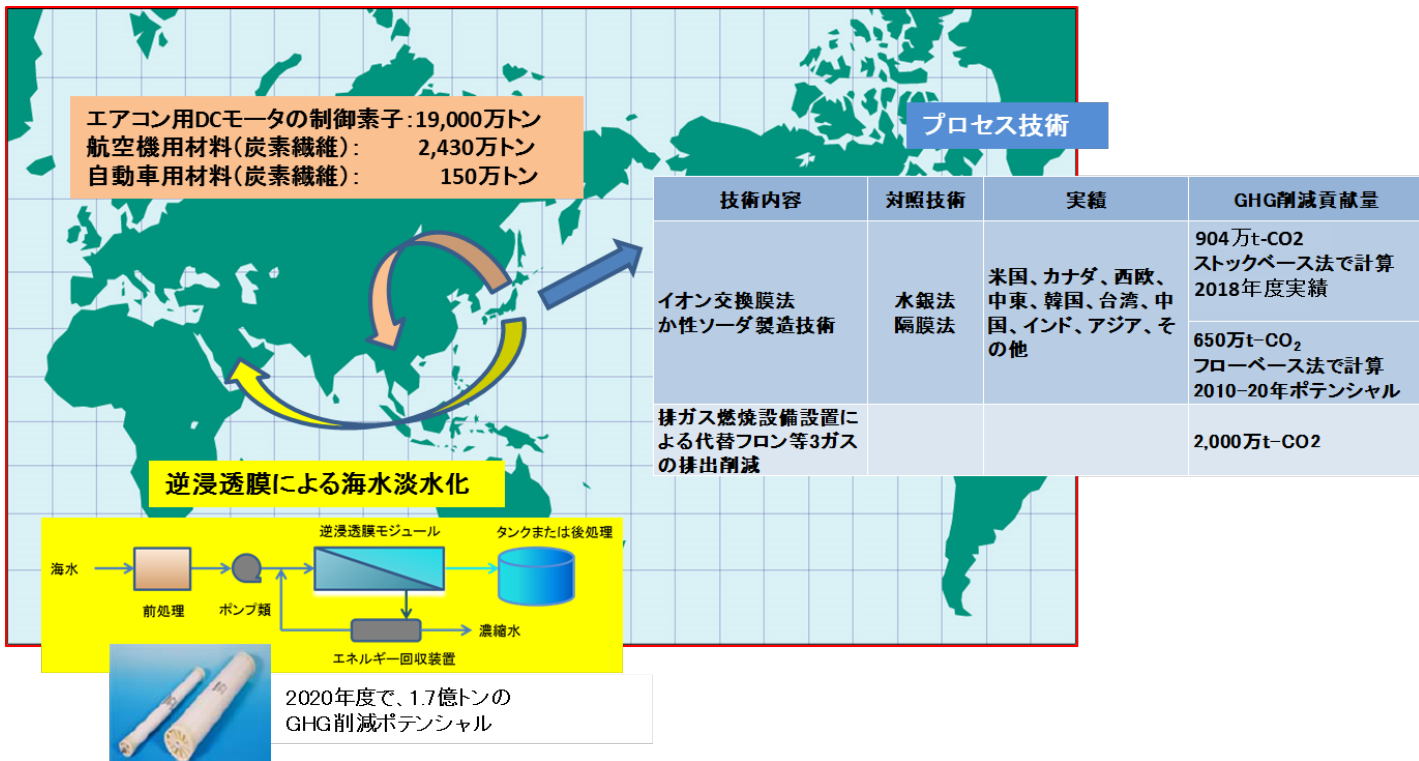 エアコン用DCモータの制御素子:19,000万トン
航空機用材料(炭素繊維): 2,430万トン
自動車用材料(炭素繊維): 150万トン
プロセス技術
技術内容 対照技術 実績 GHG削減貢献量
イオン交換膜法
か性ソーダ製造技術
水銀法
隔膜法
米国、カナダ、西欧、
中東、韓国、台湾、中
国、インド、アジア、そ
の他
904万t-CO2
ストックベース法で計算
2018年度実績
650万t-CO₂
フローベース法で計算
2010-20年ポテンシャル
排ガス燃焼設備設置に
よる代替フロン等3ガス
の排出削減
2,000万t-CO2
逆浸透膜による海水淡水化
逆浸透膜モジュール
タンクまたは後処理
海水
前処理
ポンプ類
濃縮水
エネルギー回収装置
2020年度で、1.7億トンの
GHG削減ポテンシャル